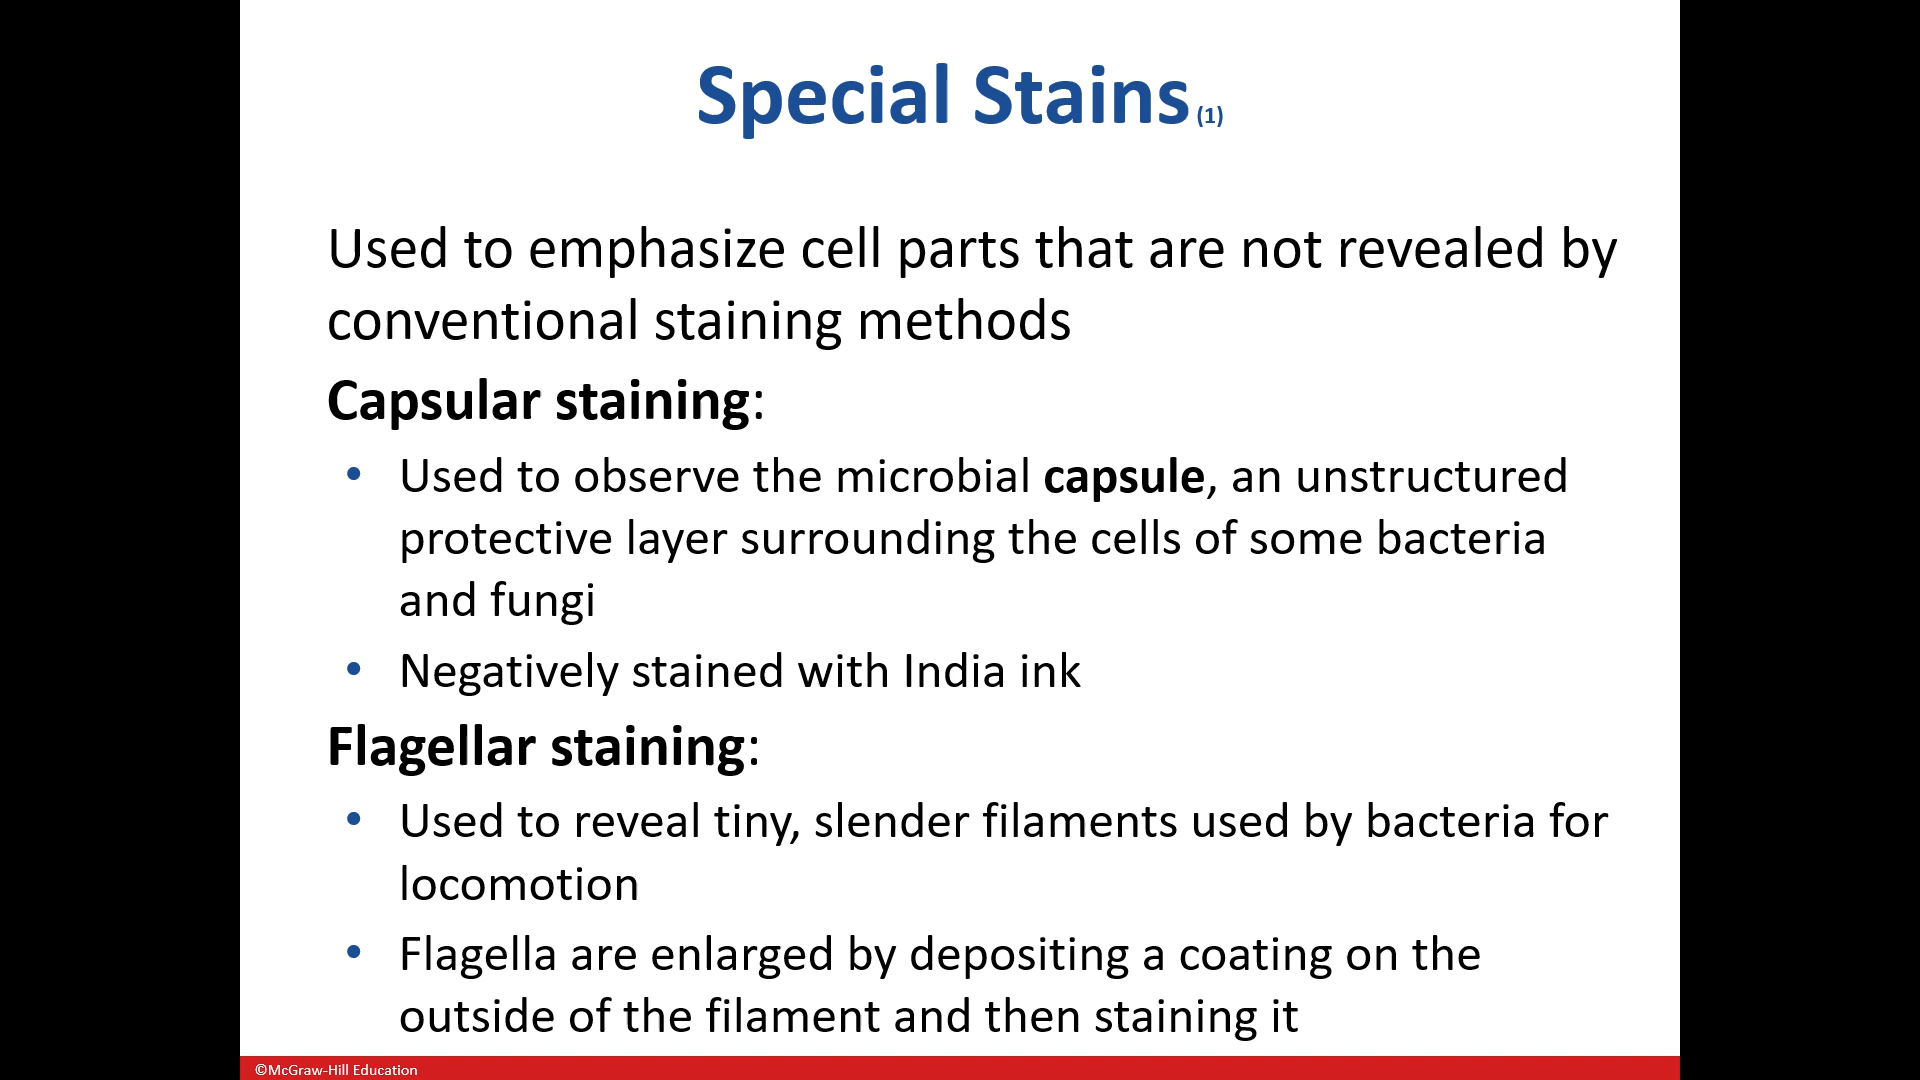 Special Stains (1)
Used to emphasize cell parts that are not revealed by
conventional staining methods
Capsular staining:
• Used to observe the microbial capsule, an unstructured
protective layer surrounding the cells of some bacteria
and fungi
• Negatively stained with India ink
Flagellar staining:
• Used to reveal tiny, slender filaments used by bacteria for
locomotion
• Flagella are enlarged by depositing a coating on the
outside of the filament and then staining it
©McGraw-Hill Education